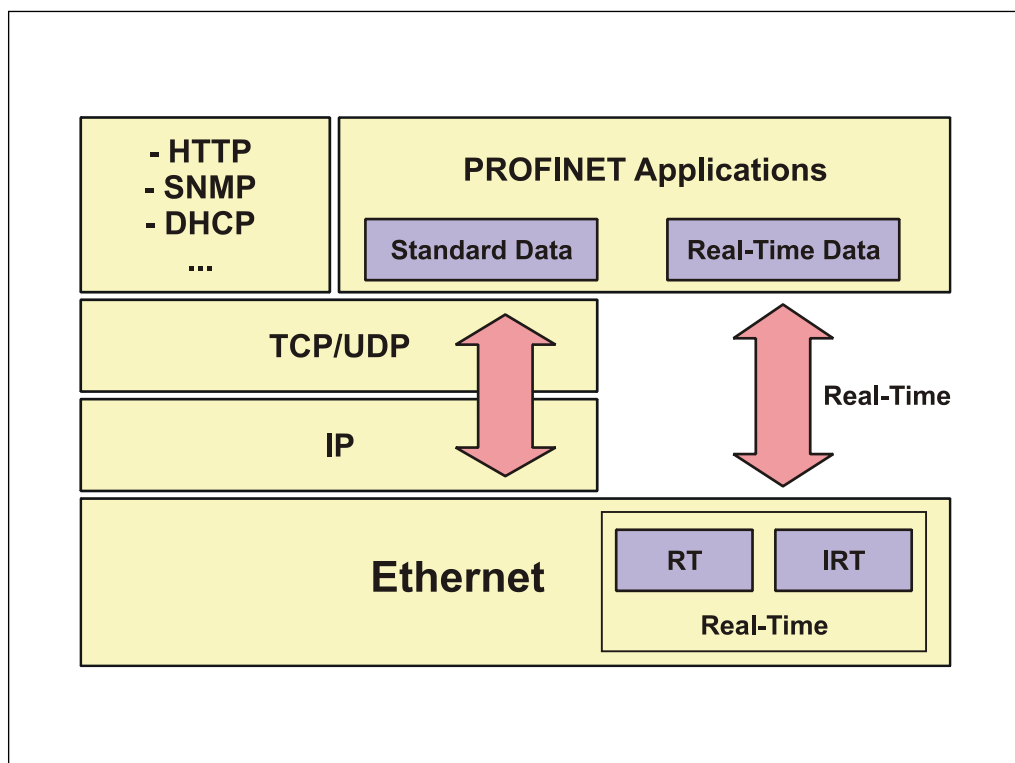 - HTTP
- SNMP
- DHCP
...
PROFINET Applications
Standard Data
Real-Time Data
TCP/UDP
Real-Time
IP
Ethernet
RT
IRT
Real-Time